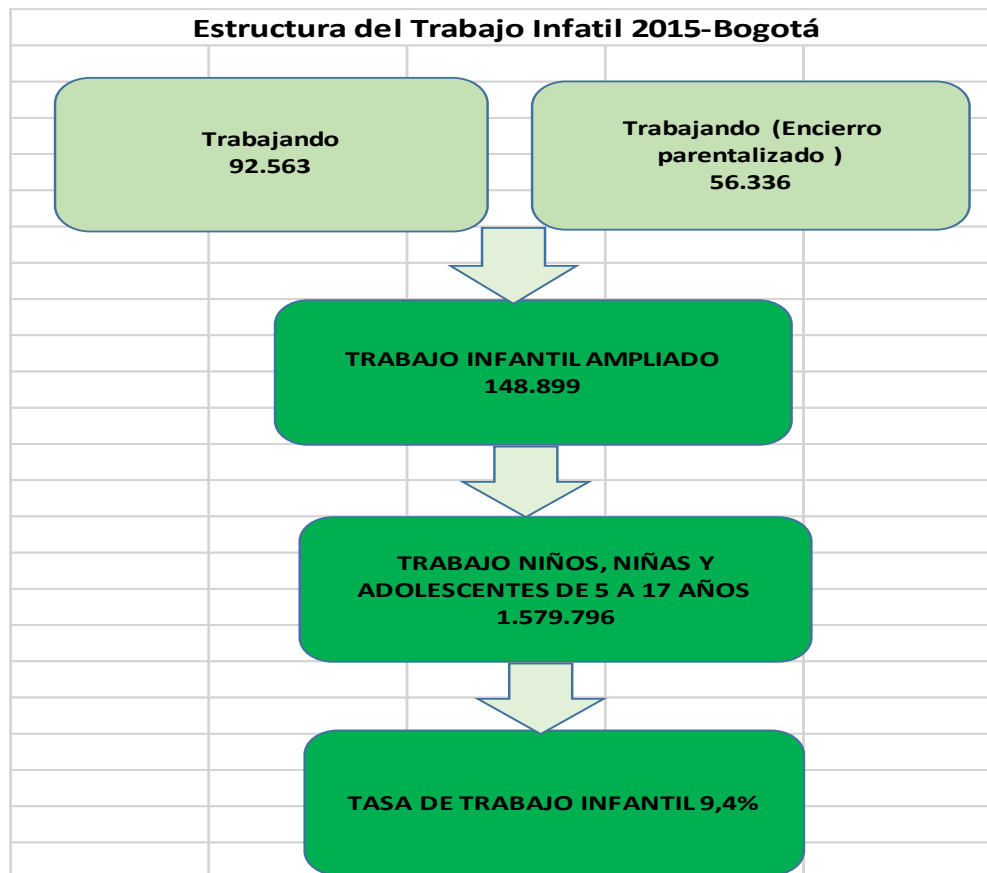 Estructura del Trabajo Infatil 2015-Bogotá
Trabajando
92.563
Trabajando (Encierro
parentalizado )
56.336
TRABAJO INFANTIL AMPLIADO
148.899
TRABAJO NIÑOS, NIÑAS Y
ADOLESCENTES DE 5 A 17 AÑOS
1.579.796
TASA DE TRABAJO INFANTIL 9,4%